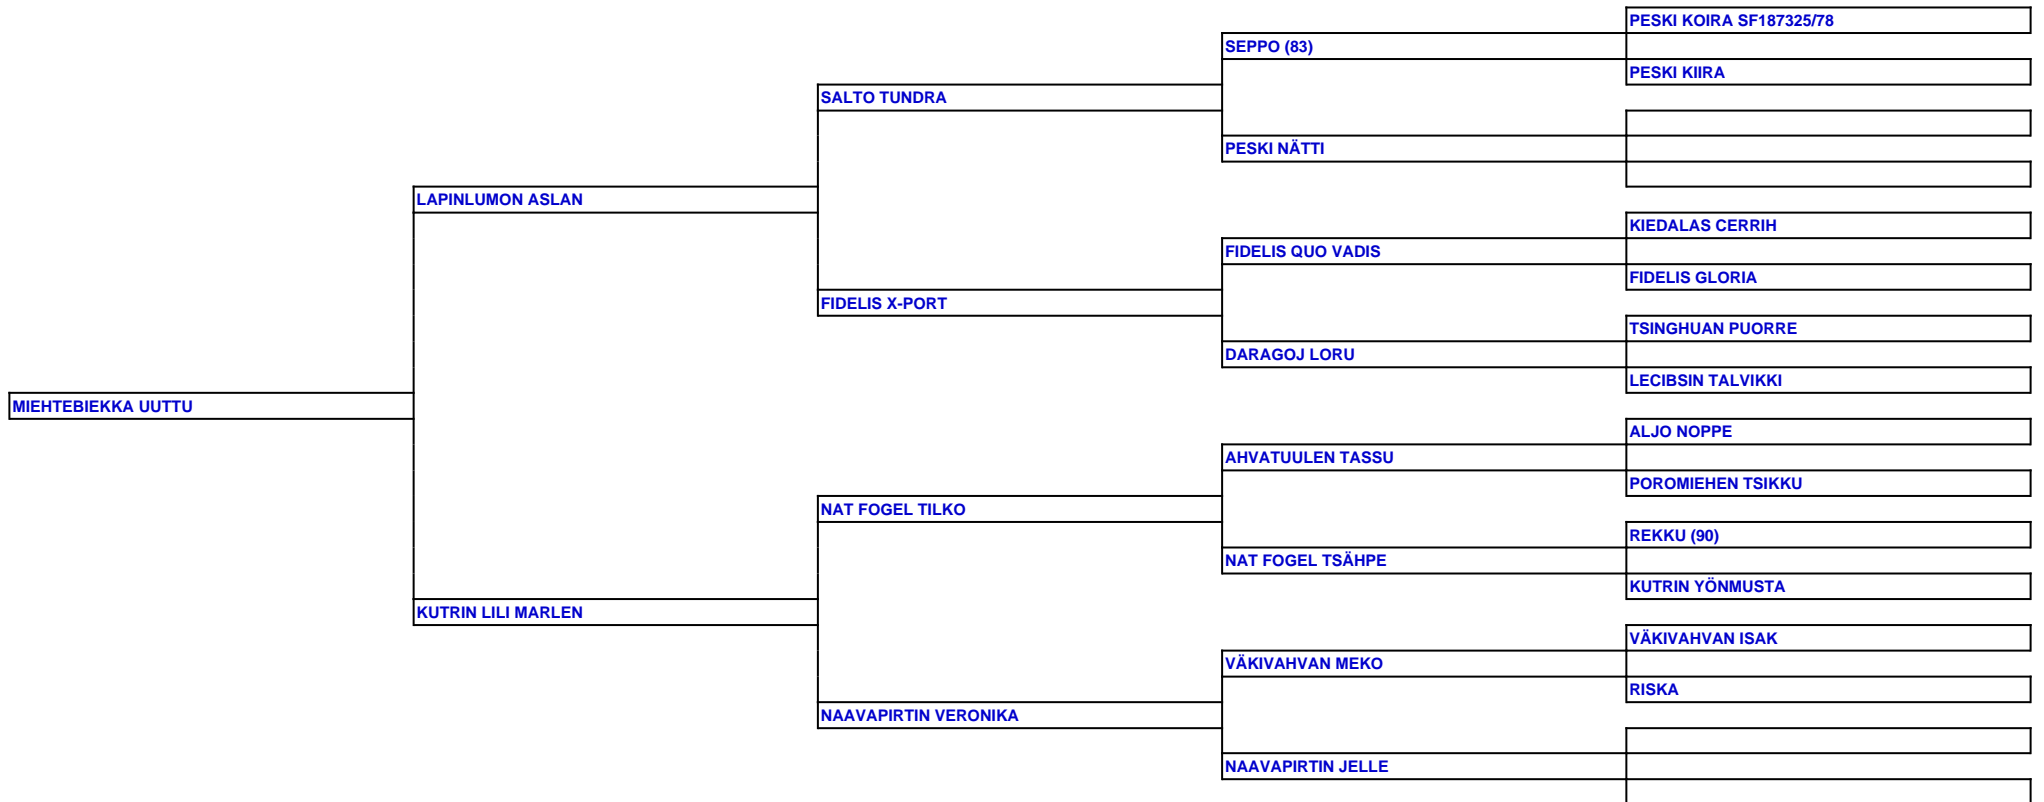 PESKI KOIRA SF187325/78
SEPPO (83)
PESKI KIIRA
SALTO TUNDRA
PESKI NÄTTI
LAPINLUMON ASLAN
KIEDALAS CERRIH
FIDELIS QUO VADIS
FIDELIS GLORIA
FIDELIS X-PORT
TSINGHUAN PUORRE
DARAGOJ LORU
LECIBSIN TALVIKKI
MIEHTEBIEKKA UUTTU
ALJO NOPPE
AHVATUULEN TASSU
POROMIEHEN TSIKKU
NAT FOGEL TILKO
REKKU (90)
NAT FOGEL TSÄHPE
KUTRIN YÖNMUSTA
KUTRIN LILI MARLEN
VÄKIVAHVAN ISAK
VÄKIVAHVAN MEKO
RISKA
NAAVAPIRTIN VERONIKA
NAAVAPIRTIN JELLE